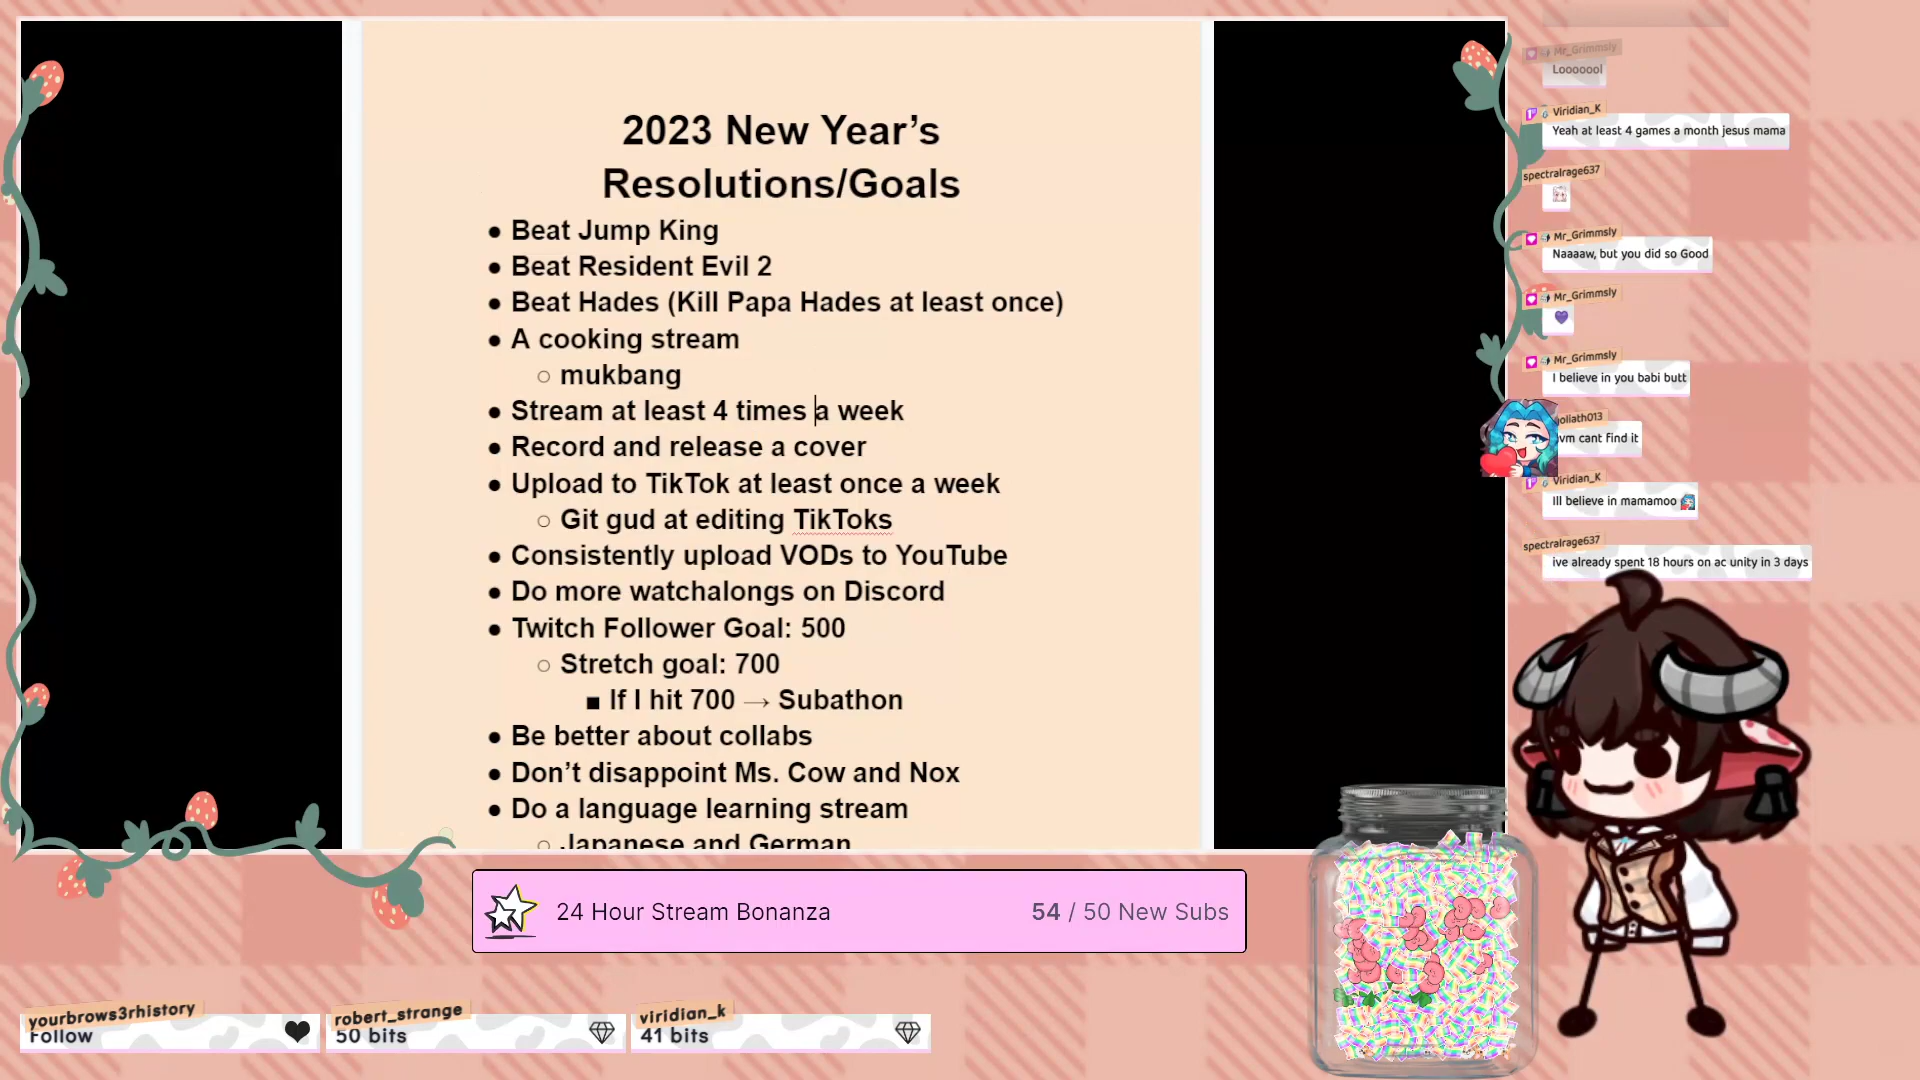 2023 New Year's
Resolutions/Goals
● Beat Jump King
● Beat Resident Evil 2
● Beat Hades (Kill Papa Hades at least once)
● A cooking stream
○ mukbang
● Stream at least 4 times a week
● Record and release a cover
● Upload to TikTok at least once a week
○ Git gud at editing TikToks
● Consistently upload VODs to YouTube
● Do more watchalongs on Discord
● Twitch Follower Goal: 500
○ Stretch goal: 700
■ If I hit 700 → Subathon
● Be better about collabs
● Don't disappoint Ms. Cow and Nox
● Do a language learning stream
○ Japanese and German
Mr_Grimmsly
Looooool
Viridian_K
Yeah at least 4 games a month jesus mama
spectralrage637
Mr_Grimmsly
Naaaaw, but you did so Good
Mr_Grimmsly
Mr_Grimmsly
I believe in you babi butt
oliath013
vm cant find it
Viridian_K
Ill believe in mamamoo
spectralrage637
ive already spent 18 hours on ac unity in 3 days
24 Hour Stream Bonanza
54 / 50 New Subs
yourbrows3rhistory
Follow
robert_strange
50 bits
viridian_k
41 bits